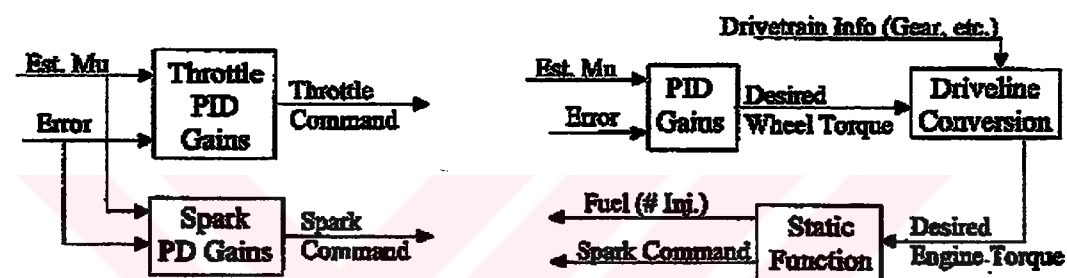 Est. Mu
Throttle
PID
Gains
Throttle
Command
Error
Spark
PD Gains
Spark
Command
Drivetrain Info (Gear, etc.)
Est. Mu
Error
PID
Gains
Desired
Wheel Torque
Driveline
Conversion
Fuel (# Inj.)
Spark Command
Static
Function
Desired
Engine Torque